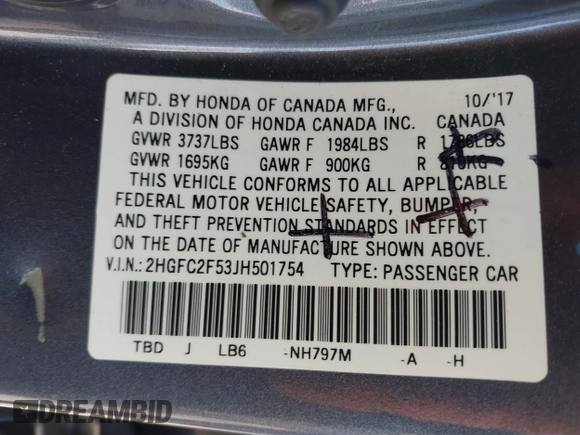 MFD. BY HONDA OF CANADA MFG., 10/'17
A DIVISION OF HONDA CANADA INC. CANADA
GVWR 3737LBS GAWR F 1984LBS R 1786LBS
GVWR 1695KG GAWR F 900KG R 810KG
THIS VEHICLE CONFORMS TO ALL APPLICABLE
FEDERAL MOTOR VEHICLE SAFETY, BUMPER,
AND THEFT PREVENTION STANDARDS IN EFFECT
ON THE DATE OF MANUFACTURE SHOWN ABOVE.
V.I.N.: 2HGFC2F53JH501754 TYPE: PASSENGER CAR
TBD J LB6 -NH797M -A -H
DREAMBID